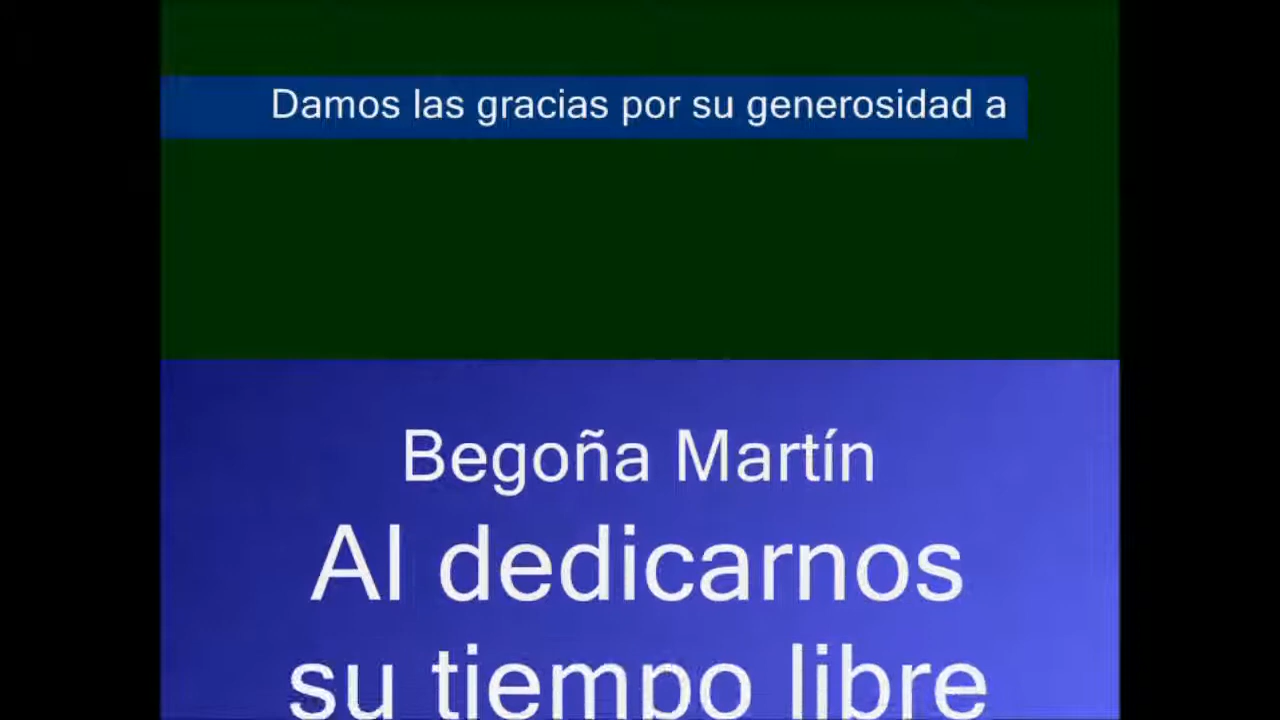 Damos las gracias por su generosidad a
Begoña Martín
Al dedicarnos
su tiempo libre